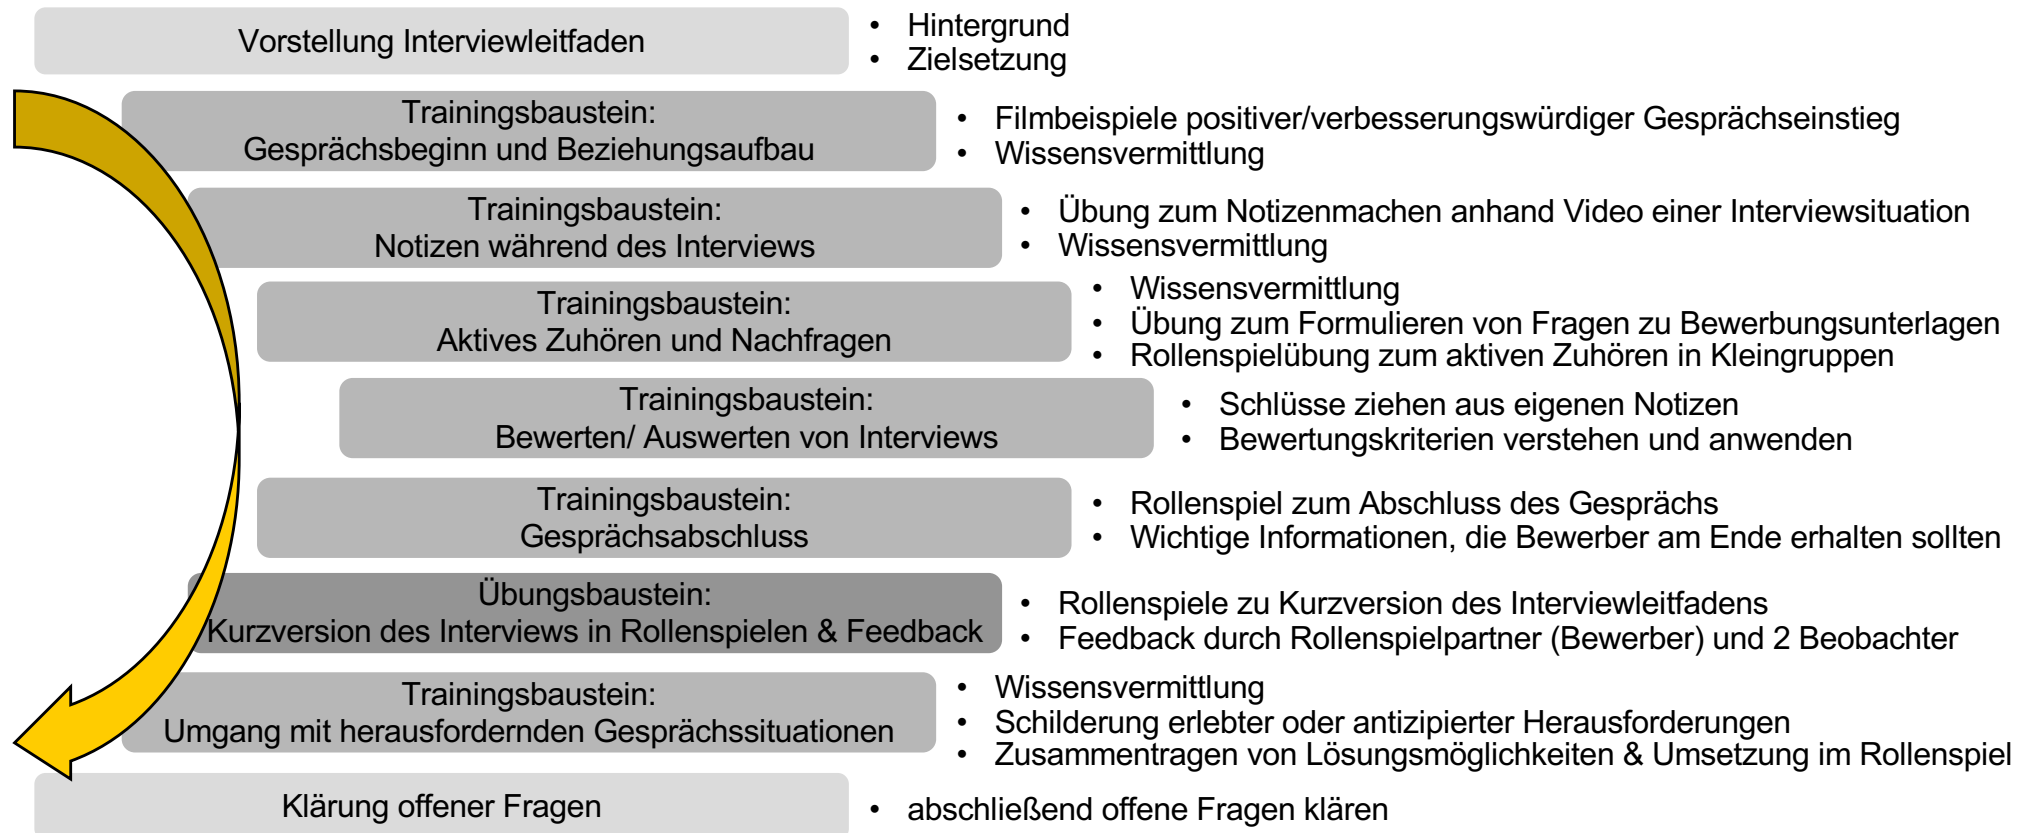 Vorstellung Interviewleitfaden
• Hintergrund
• Zielsetzung
Trainingsbaustein:
Gesprächsbeginn und Beziehungsaufbau
• Filmbeispiele positiver/verbesserungswürdiger Gesprächseinstieg
• Wissensvermittlung
Trainingsbaustein:
Notizen während des Interviews
• Übung zum Notizenmachen anhand Video einer Interviewsituation
• Wissensvermittlung
Trainingsbaustein:
Aktives Zuhören und Nachfragen
• Wissensvermittlung
• Übung zum Formulieren von Fragen zu Bewerbungsunterlagen
• Rollenspielübung zum aktiven Zuhören in Kleingruppen
Trainingsbaustein:
Bewerten/ Auswerten von Interviews
• Schlüsse ziehen aus eigenen Notizen
• Bewertungskriterien verstehen und anwenden
Trainingsbaustein:
Gesprächsabschluss
• Rollenspiel zum Abschluss des Gesprächs
• Wichtige Informationen, die Bewerber am Ende erhalten sollten
Übungsbaustein:
Kurzversion des Interviews in Rollenspielen & Feedback
• Rollenspiele zu Kurzversion des Interviewleitfadens
• Feedback durch Rollenspielpartner (Bewerber) und 2 Beobachter
Trainingsbaustein:
Umgang mit herausfordernden Gesprächssituationen
• Wissensvermittlung
• Schilderung erlebter oder antizipierter Herausforderungen
• Zusammentragen von Lösungsmöglichkeiten & Umsetzung im Rollenspiel
Klärung offener Fragen
• abschließend offene Fragen klären